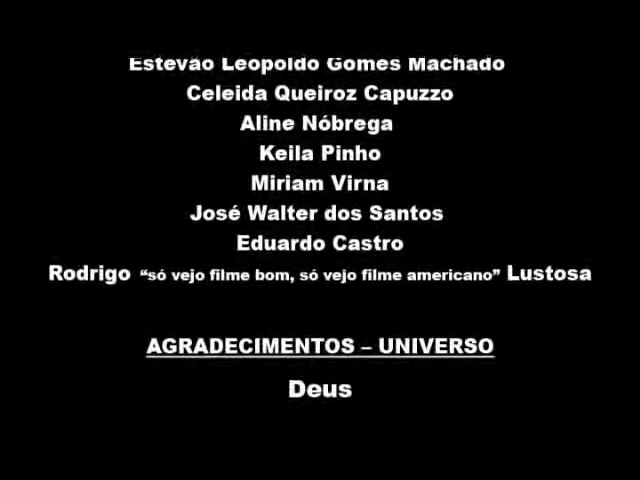 Estevão Leopoldo Gomes Machado
Celeida Queiroz Capuzzo
Aline Nóbrega
Keila Pinho
Miriam Virna
José Walter dos Santos
Eduardo Castro
Rodrigo “só vejo filme bom, só vejo filme americano” Lustosa
AGRADECIMENTOS – UNIVERSO
Deus